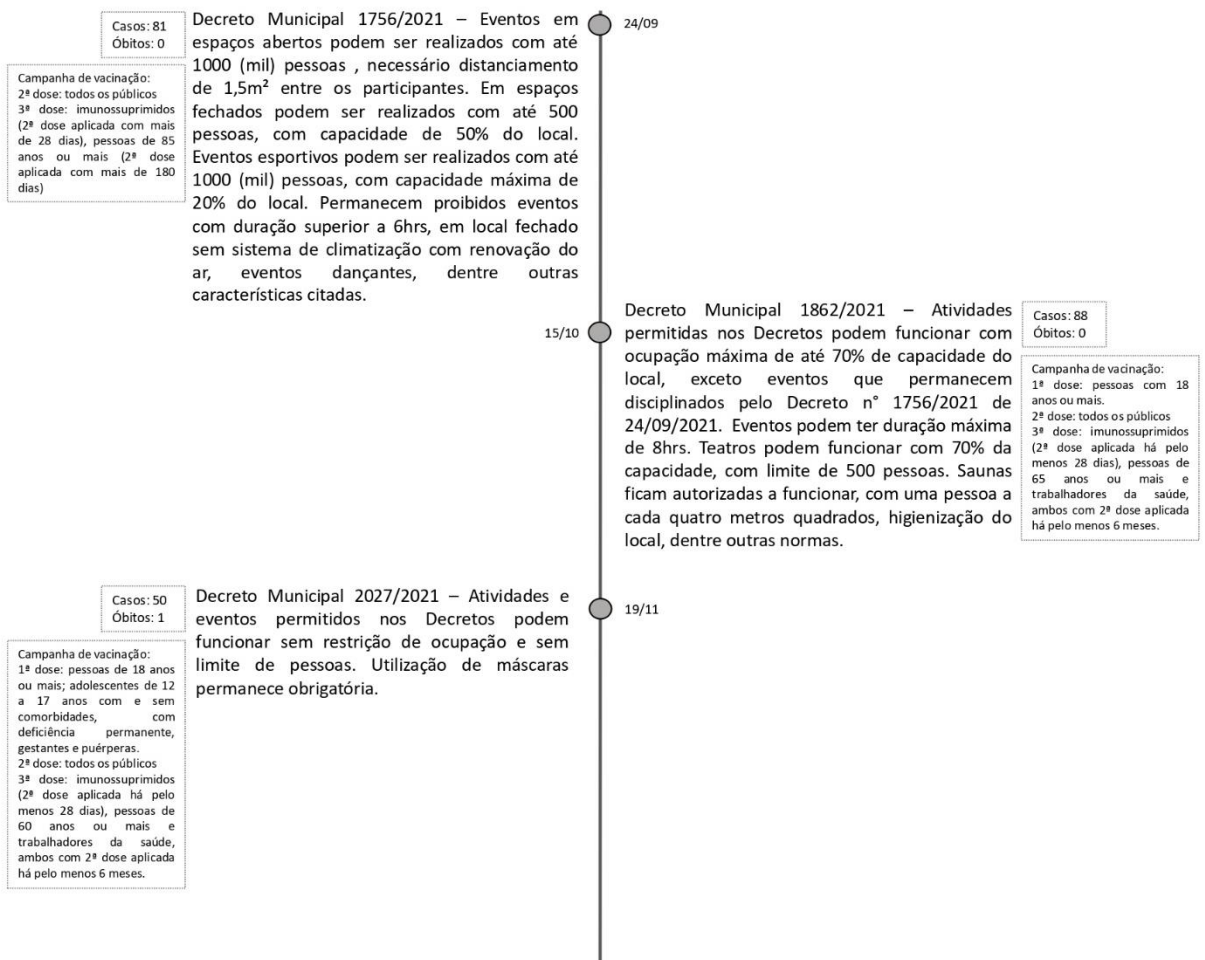 Casos: 81
Óbitos: 0
Campanha de vacinação:
2ª dose: todos os públicos
3ª dose: imunossuprimidos
(2ª dose aplicada com mais
de 28 dias), pessoas de 85
anos ou mais (2ª dose
aplicada com mais de 180
dias)
Decreto Municipal 1756/2021 – Eventos em
espaços abertos podem ser realizados com até
1000 (mil) pessoas , necessário distanciamento
de 1,5m² entre os participantes. Em espaços
fechados podem ser realizados com até 500
pessoas, com capacidade de 50% do local.
Eventos esportivos podem ser realizados com até
1000 (mil) pessoas, com capacidade máxima de
20% do local. Permanecem proibidos eventos
com duração superior a 6hrs, em local fechado
sem sistema de climatização com renovação do
ar, eventos dançantes, dentre outras
características citadas.
24/09
15/10
Decreto Municipal 1862/2021 – Atividades
permitidas nos Decretos podem funcionar com
ocupação máxima de até 70% de capacidade do
local, exceto eventos que permanecem
disciplinados pelo Decreto n° 1756/2021 de
24/09/2021. Eventos podem ter duração máxima
de 8hrs. Teatros podem funcionar com 70% da
capacidade, com limite de 500 pessoas. Saunas
ficam autorizadas a funcionar, com uma pessoa a
cada quatro metros quadrados, higienização do
local, dentre outras normas.
Casos: 88
Óbitos: 0
Campanha de vacinação:
1ª dose: pessoas com 18
anos ou mais.
2ª dose: todos os públicos
3ª dose: imunossuprimidos
(2ª dose aplicada há pelo
menos 28 dias), pessoas de
65 anos ou mais e
trabalhadores da saúde,
ambos com 2ª dose aplicada
há pelo menos 6 meses.
Casos: 50
Óbitos: 1
Campanha de vacinação:
1ª dose: pessoas de 18 anos
ou mais; adolescentes de 12
a 17 anos com e sem
comorbidades, com
deficiência permanente,
gestantes e puérperas.
2ª dose: todos os públicos
3ª dose: imunossuprimidos
(2ª dose aplicada há pelo
menos 28 dias), pessoas de
60 anos ou mais e
trabalhadores da saúde,
ambos com 2ª dose aplicada
há pelo menos 6 meses.
Decreto Municipal 2027/2021 – Atividades e
eventos permitidos nos Decretos podem
funcionar sem restrição de ocupação e sem
limite de pessoas. Utilização de máscaras
permanece obrigatória.
19/11